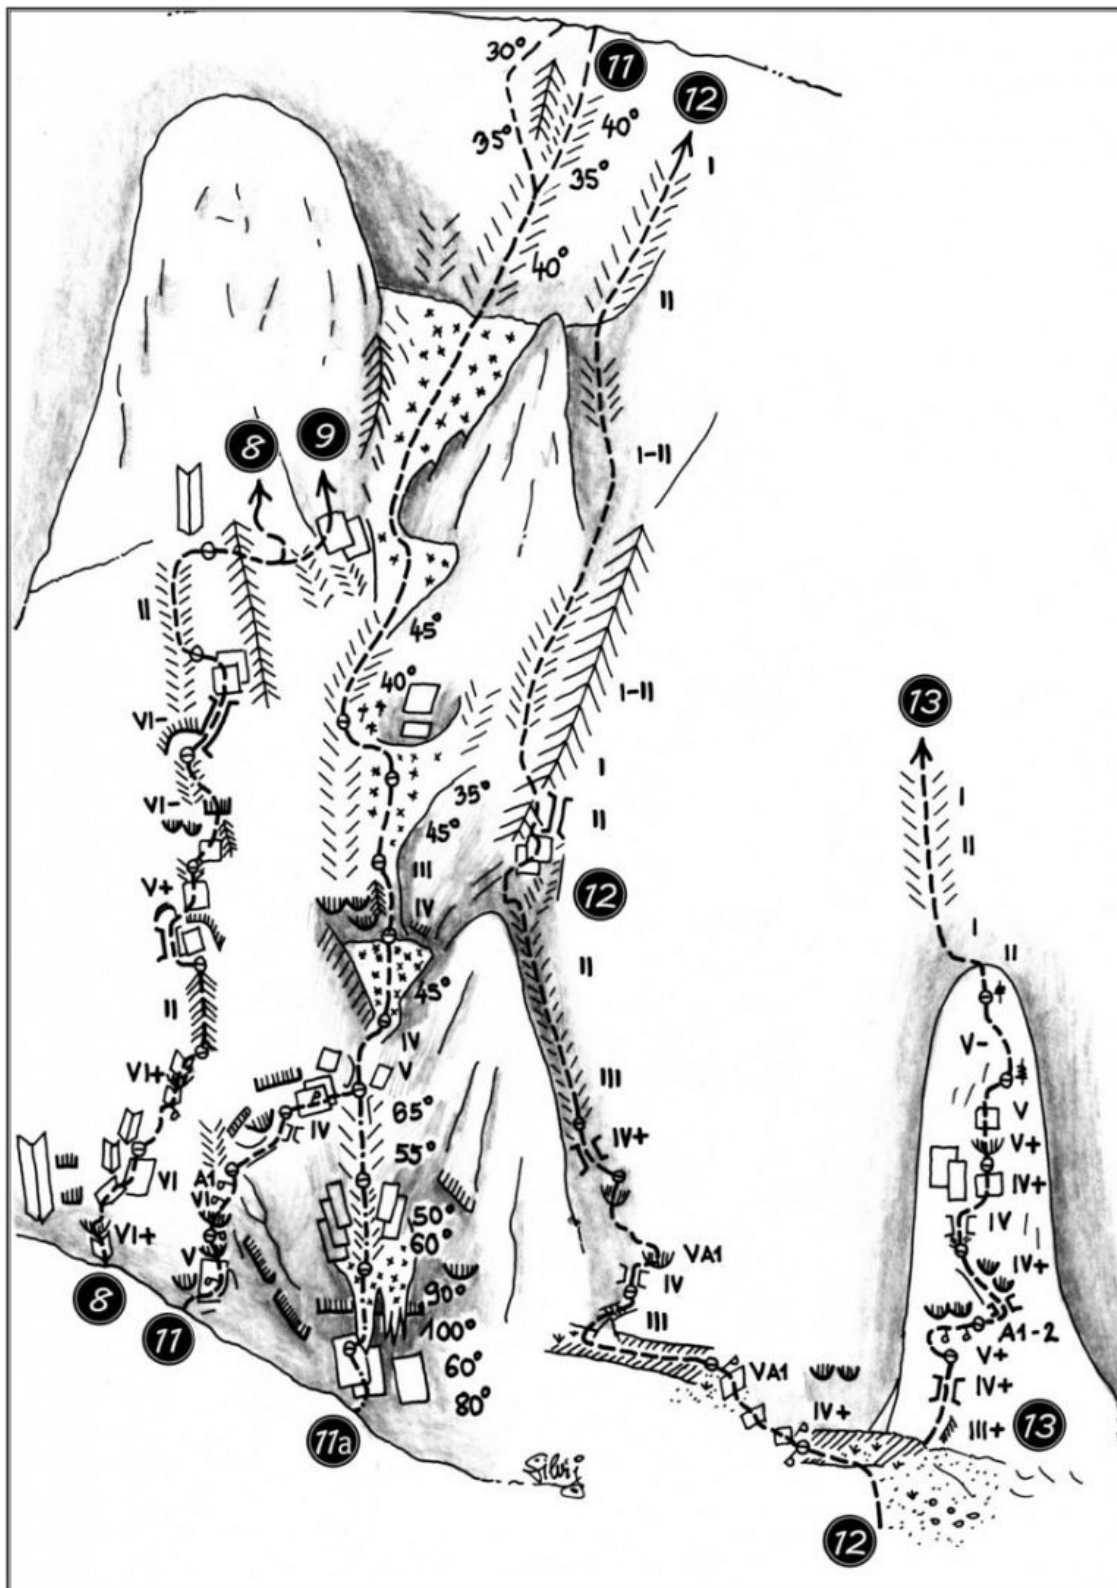 30°
11
12
40°
35°
35°
I
40°
II
8
9
I-II
II
45°
40°
I-II
VI-
13
I
VI-
35°
I
II
45°
II
V+
III
12
IV
I
II
II
45°
V-
IV
VI+
V
III
65°
V
IV
IV+
V+
55°
A1
VI
VI
IV+
50°
IV
60°
VI+
V
VA1
IV+
IV
90°
8
11
III
100°
A1-2
V+
60°
VA1
IV+
80°
IV+
III+
13
11a
Silvij
12